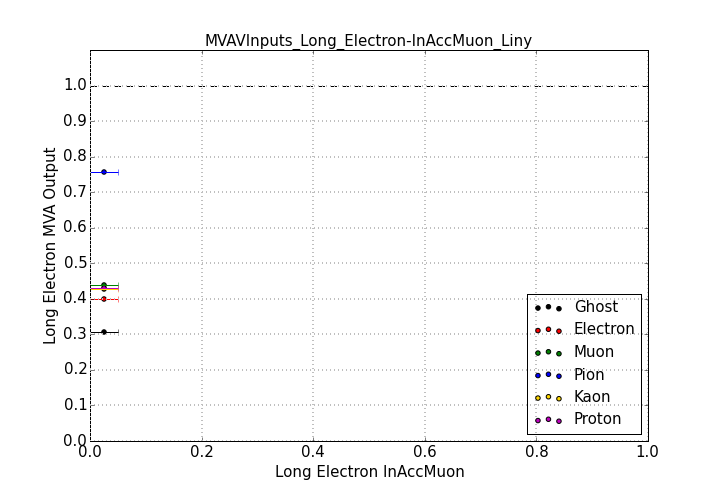 MVAVInputs_Long_Electron-InAccMuon_Liny
1.0
0.9
0.8
0.7
0.6
0.5
0.4
0.3
0.2
0.1
0.0
Long Electron MVA Output
Ghost
Electron
Muon
Pion
Kaon
Proton
0.0 0.2 0.4 0.6 0.8 1.0
Long Electron InAccMuon